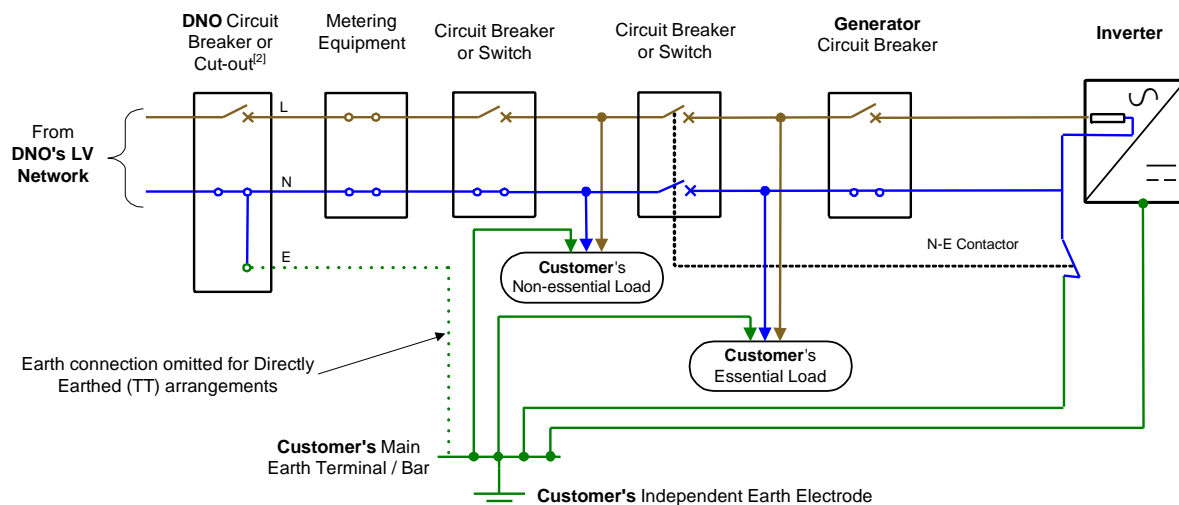 DNO Circuit
Breaker or
Cut-out[2]
Metering
Equipment
Circuit Breaker
or Switch
Circuit Breaker
or Switch
Generator
Circuit Breaker
Inverter
L
From
DNO's LV
Network
N
E
N-E Contactor
Customer's
Non-essential Load
Customer's
Essential Load
Earth connection omitted for Directly
Earthed (TT) arrangements
Customer's Main
Earth Terminal / Bar
Customer's Independent Earth Electrode